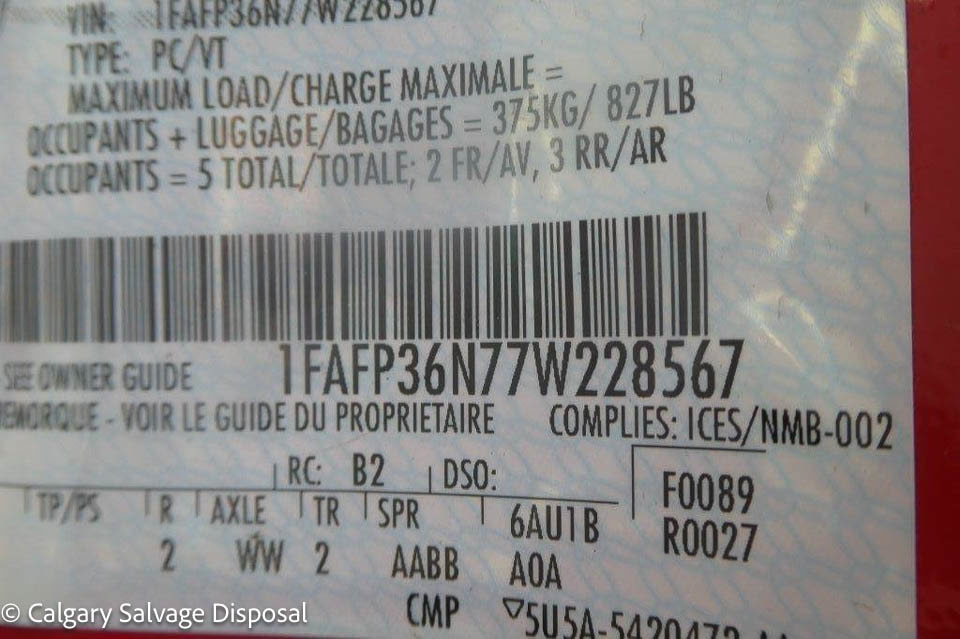 VIN: 1FAFP36N77W228567
TYPE: PC/VT
MAXIMUM LOAD/CHARGE MAXIMALE =
OCCUPANTS + LUGGAGE/BAGAGES = 375KG/ 827LB
OCCUPANTS = 5 TOTAL/TOTALE; 2 FR/AV, 3 RR/AR
SEE OWNER GUIDE 1FAFP36N77W228567
REMORQUE - VOIR LE GUIDE DU PROPRIETAIRE COMPLIES: ICES/NMB-002
RC: B2 DSO: F0089
TP/PS R AXLE TR SPR 6AU1B R0027
2 WW 2 AABB A0A
CMP ▽5U5A-5420472-
© Calgary Salvage Disposal